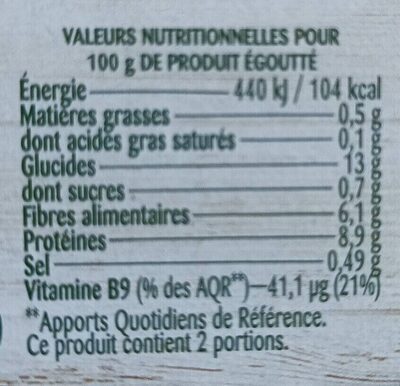 VALEURS NUTRITIONNELLES POUR
100 g DE PRODUIT ÉGOUTTÉ
Énergie 440 kJ / 104 kcal
Matières grasses 0,5 g
dont acides gras saturés 0,1 g
Glucides 13 g
dont sucres 0,7 g
Fibres alimentaires 6,1 g
Protéines 8,9 g
Sel 0,49 g
Vitamine B9 (% des AQR**) 41,1 µg (21%)
**Apports Quotidiens de Référence.
Ce produit contient 2 portions.